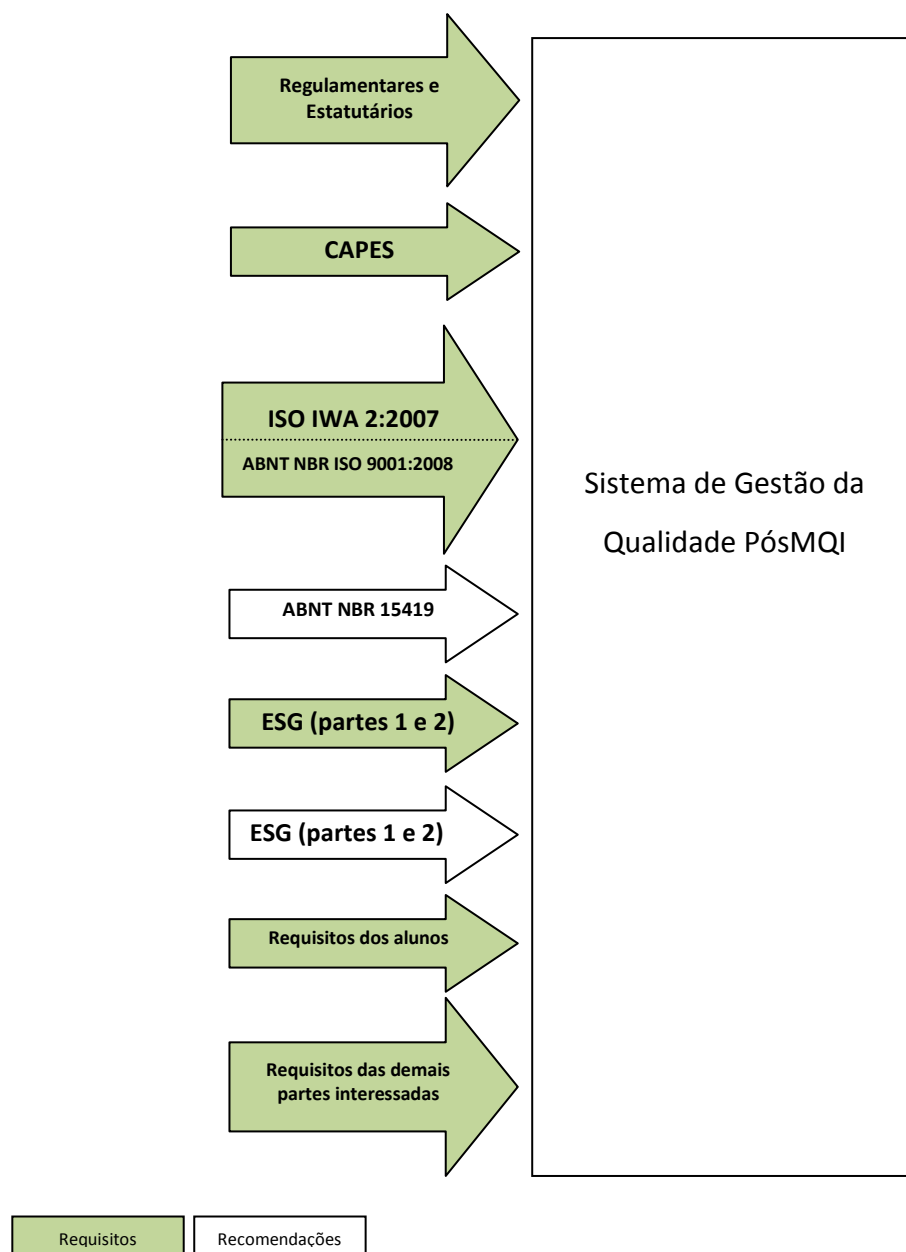 Regulamentares e
Estatutários
CAPES
ISO IWA 2:2007
ABNT NBR ISO 9001:2008
Sistema de Gestão da
Qualidade PósMQI
ABNT NBR 15419
ESG (partes 1 e 2)
ESG (partes 1 e 2)
Requisitos dos alunos
Requisitos das demais
partes interessadas
Requisitos
Recomendações